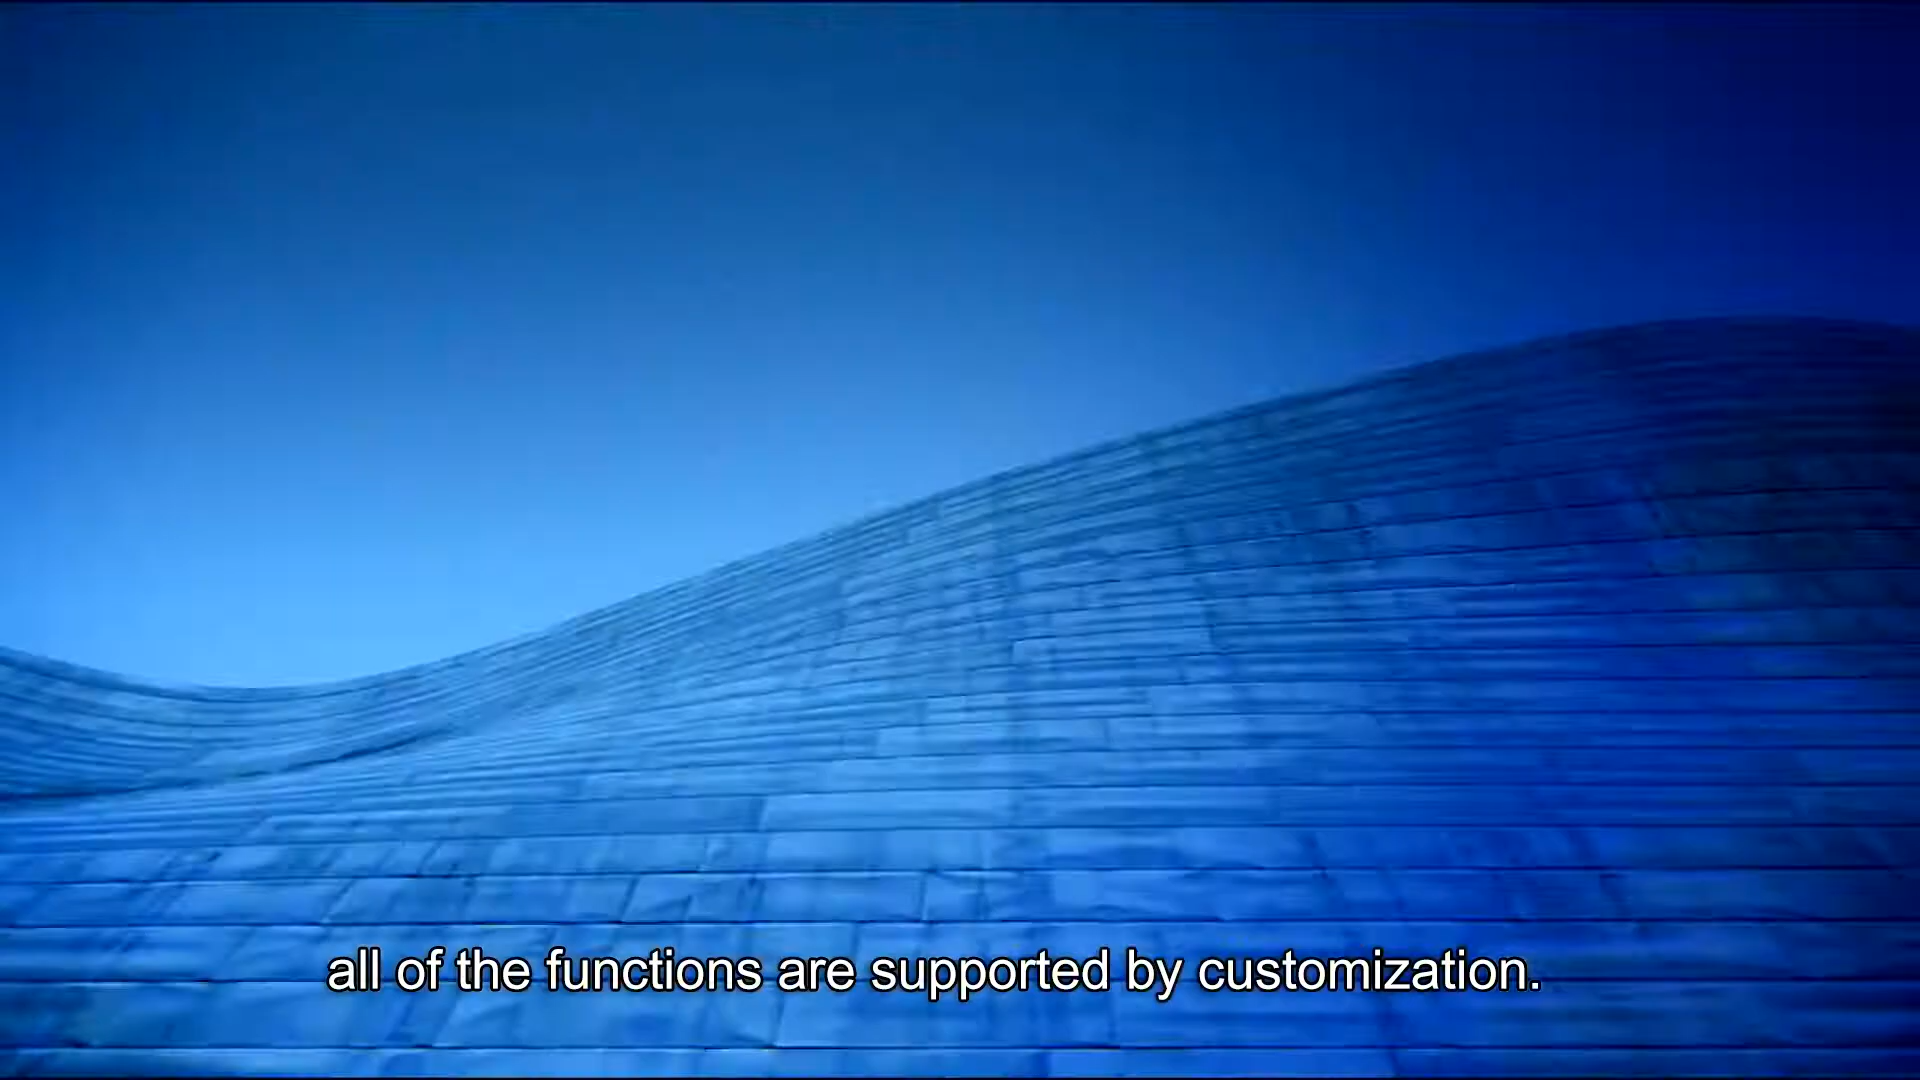 all of the functions are supported by customization.